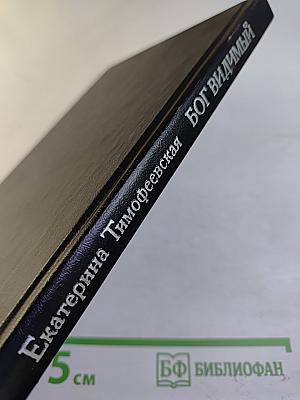 Екатерина Тимофеевская БОГ ВИДИМЫЙ
5 см
БФ БИБЛИОФАН